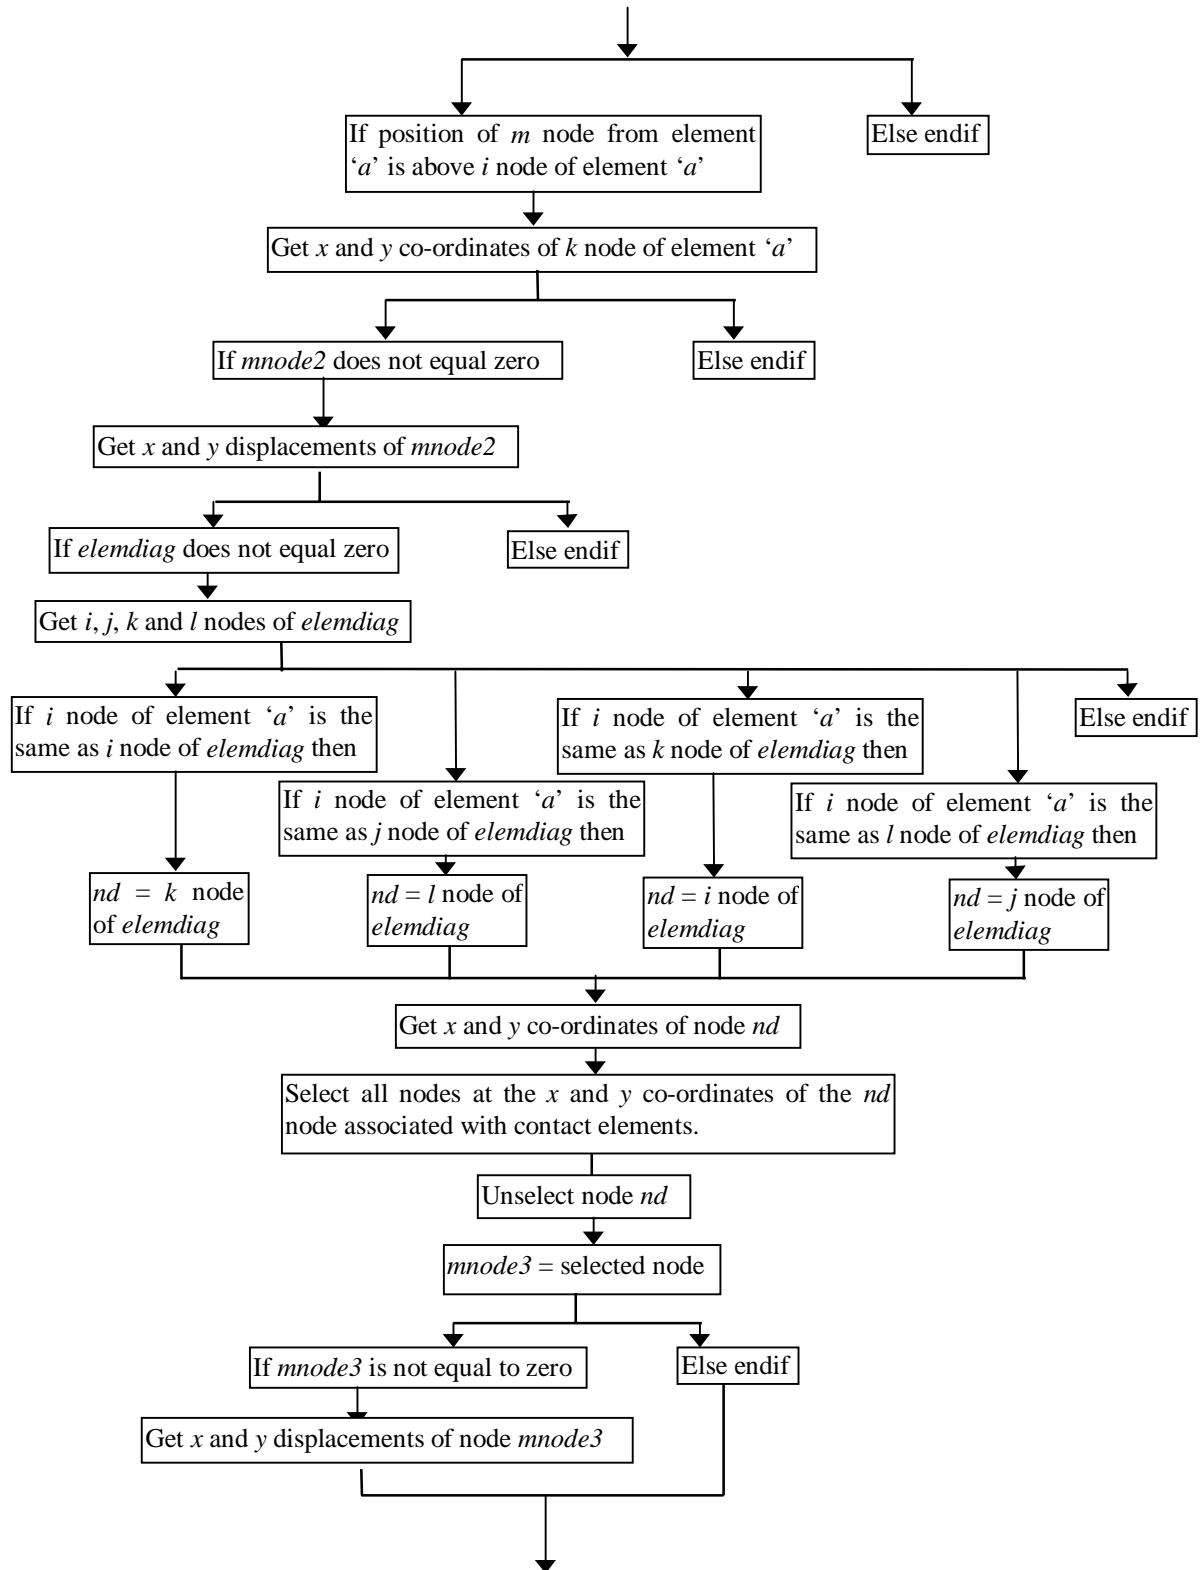 If position of m node from element
‘a’ is above i node of element ‘a’
Else endif
Get x and y co-ordinates of k node of element ‘a’
If mnode2 does not equal zero
Else endif
Get x and y displacements of mnode2
If elemdiag does not equal zero
Else endif
Get i, j, k and l nodes of elemdiag
If i node of element ‘a’ is the
same as i node of elemdiag then
If i node of element ‘a’ is the
same as j node of elemdiag then
If i node of element ‘a’ is the
same as k node of elemdiag then
If i node of element ‘a’ is the
same as l node of elemdiag then
Else endif
nd = k node
of elemdiag
nd = l node of
elemdiag
nd = i node of
elemdiag
nd = j node of
elemdiag
Get x and y co-ordinates of node nd
Select all nodes at the x and y co-ordinates of the nd
node associated with contact elements.
Unselect node nd
mnode3 = selected node
If mnode3 is not equal to zero
Else endif
Get x and y displacements of node mnode3